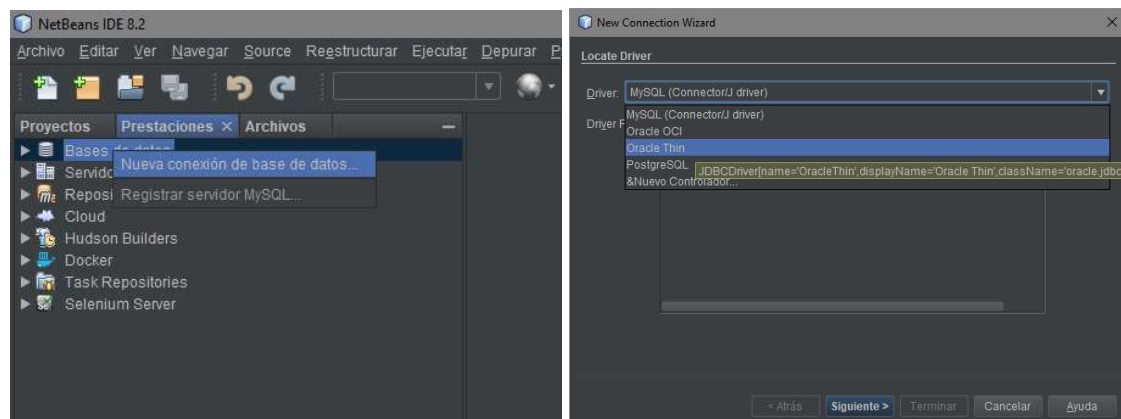 NetBeans IDE 8.2
Archivo Editar Ver Navegar Source Reestructurar Ejecutar Depurar P
Proyectos Prestaciones × Archivos
Bases de datos
Nueva conexión de base de datos...
Servido
Reposi Registrar servidor MySQL...
Cloud
Hudson Builders
Docker
Task Repositories
Selenium Server
New Connection Wizard
Locate Driver
Driver: MySQL (Connector/J driver)
MySQL (Connector/J driver)
Driver F
Oracle OCI
Oracle Thin
PostgreSQL
JDBCDriver[name='OracleThin',displayName='Oracle Thin',className='oracle.jdbc
&Nuevo Controlador...
< Atrás Siguiente > Terminar Cancelar Ayuda